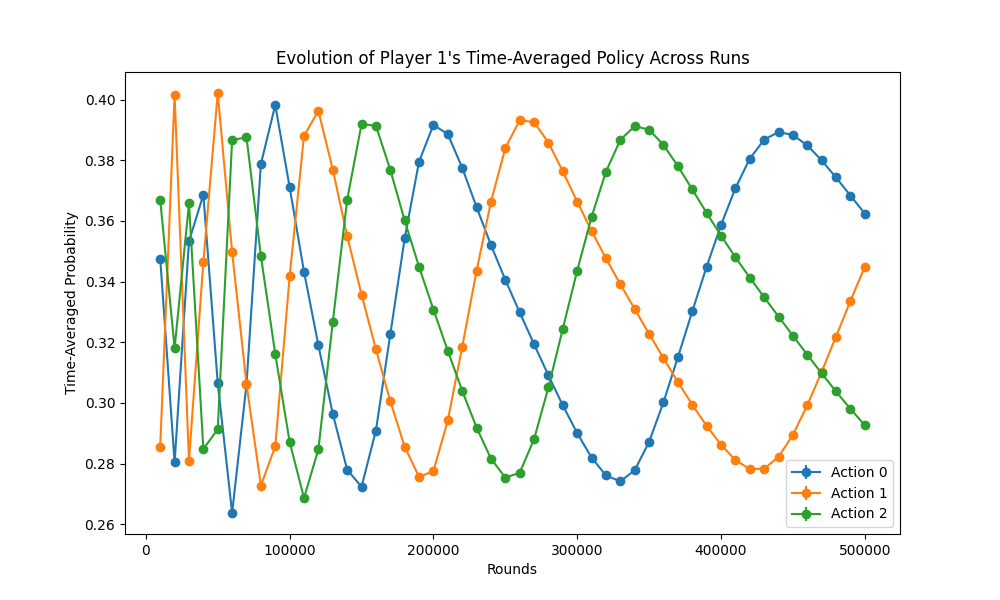 Evolution of Player 1's Time-Averaged Policy Across Runs
Time-Averaged Probability
0.40
0.38
0.36
0.34
0.32
0.30
0.28
0.26
0
100000
200000
300000
400000
500000
Rounds
Action 0
Action 1
Action 2